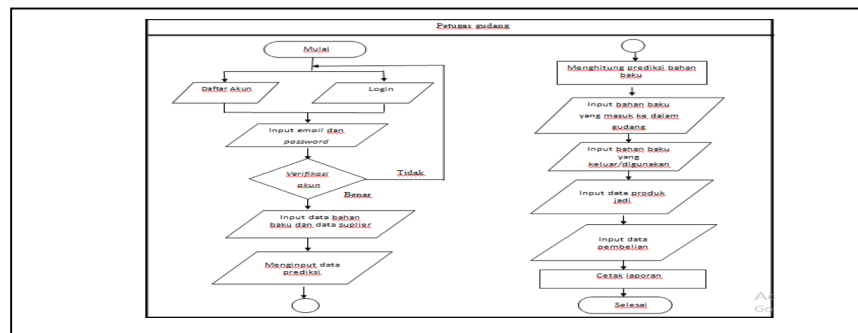 Petugas gudang
Mulai
Daftar Akun
Login
Input email dan
password
Verifikasi
akun
Tidak
Benar
Input data bahan
baku dan data suplier
Menginput data
prediksi
Menghitung prediksi bahan
baku
Input bahan baku
yang masuk ke dalam
gudang
Input bahan baku
yang
keluar/digunakan
Input data produk
jadi
Input data
pembelian
Cetak laporan
Selesai